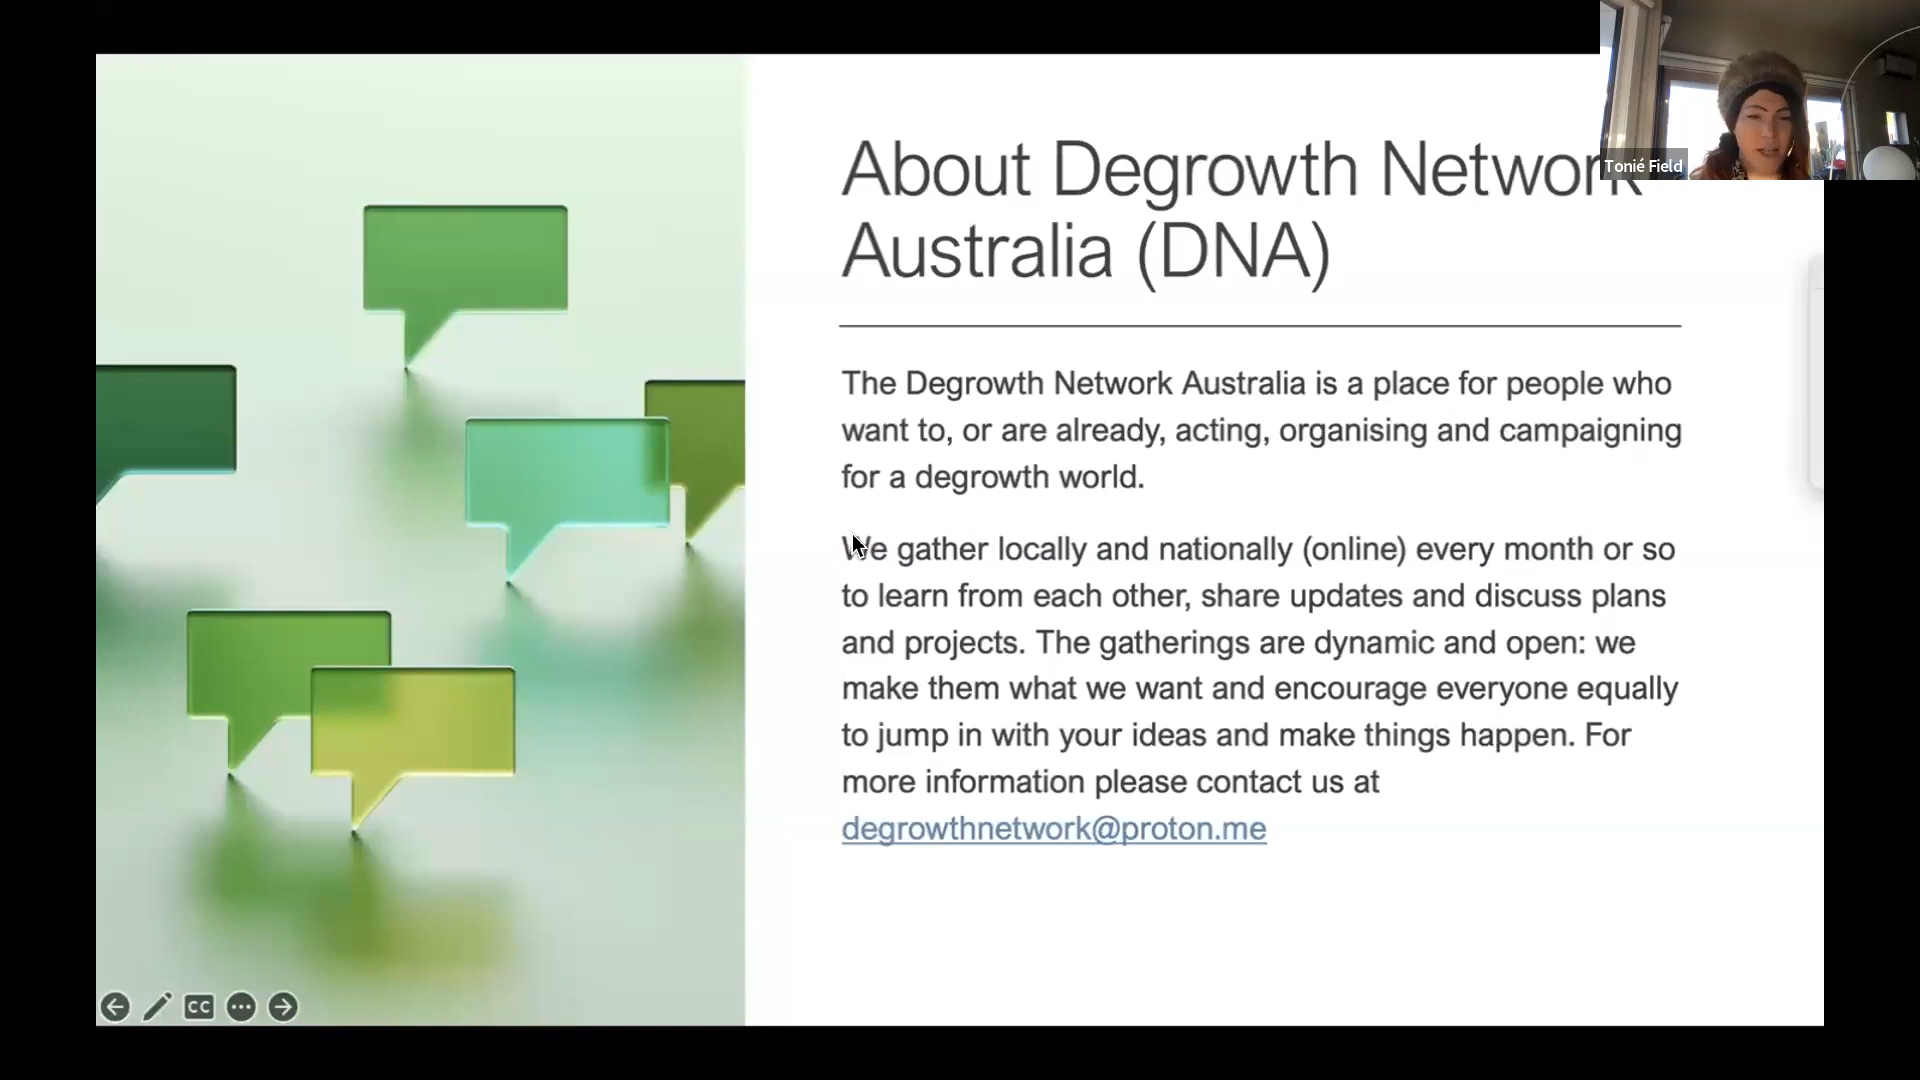 About Degrowth Network
Australia (DNA)
Tonié Field
The Degrowth Network Australia is a place for people who
want to, or are already, acting, organising and campaigning
for a degrowth world.
We gather locally and nationally (online) every month or so
to learn from each other, share updates and discuss plans
and projects. The gatherings are dynamic and open: we
make them what we want and encourage everyone equally
to jump in with your ideas and make things happen. For
more information please contact us at
degrowthnetwork@proton.me
CC